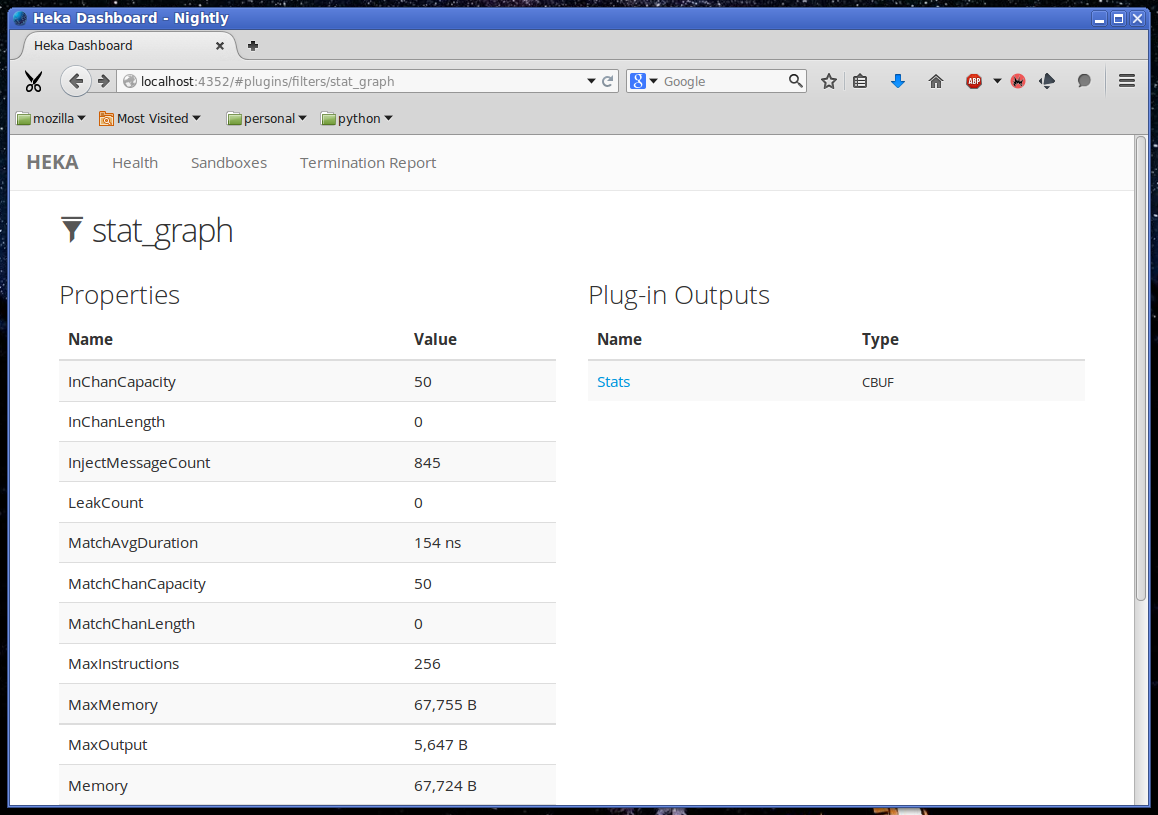 Heka Dashboard - Nightly
Heka Dashboard
localhost:4352/#plugins/filters/stat_graph
8 Google
ABP
mozilla Most Visited personal python
HEKA Health Sandboxes Termination Report
stat_graph
Properties
Name Value
InChanCapacity 50
InChanLength 0
InjectMessageCount 845
LeakCount 0
MatchAvgDuration 154 ns
MatchChanCapacity 50
MatchChanLength 0
MaxInstructions 256
MaxMemory 67,755 B
MaxOutput 5,647 B
Memory 67,724 B
Plug-in Outputs
Name Type
Stats CBUF